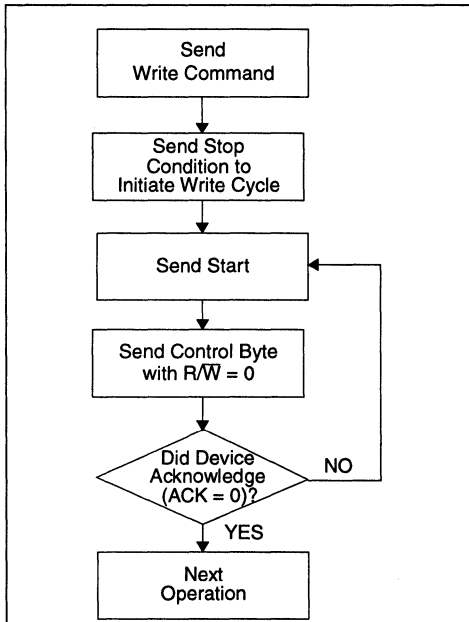 Send
Write Command
Send Stop
Condition to
Initiate Write Cycle
Send Start
Send Control Byte
with R/W̅ = 0
Did Device
Acknowledge
(ACK = 0)?
NO
YES
Next
Operation